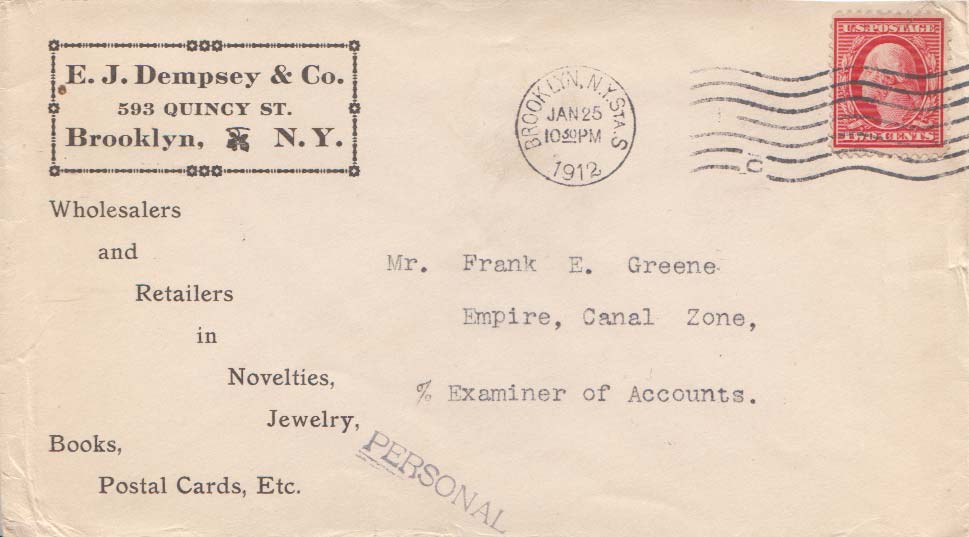 E. J. Dempsey & Co.
593 QUINCY ST.
Brooklyn, N. Y.
Wholesalers
and
Retailers
in
Novelties,
Jewelry,
Books,
Postal Cards, Etc.
BROOKLYN, N.Y. STA. S
JAN 25
10 30 PM
1912
C
U.S. POSTAGE
CENTS
Mr. Frank E. Greene
Empire, Canal Zone,
% Examiner of Accounts.
PERSONAL